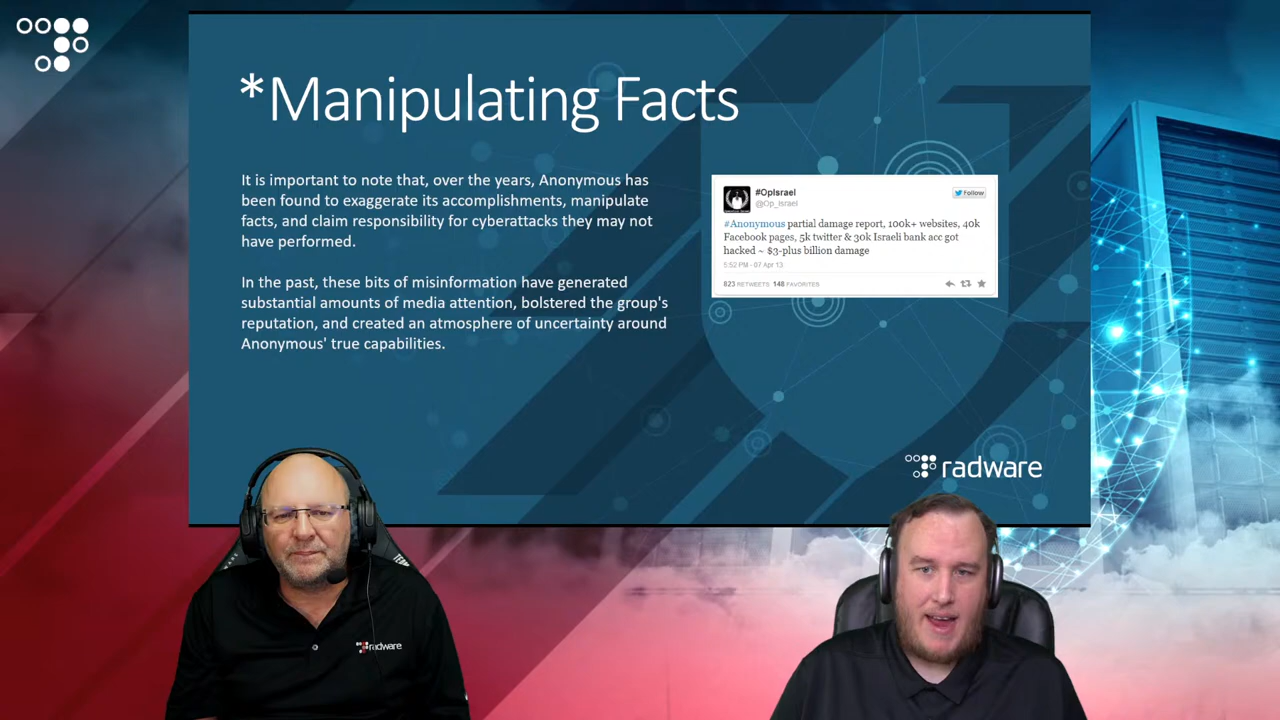 *Manipulating Facts
It is important to note that, over the years, Anonymous has
been found to exaggerate its accomplishments, manipulate
facts, and claim responsibility for cyberattacks they may not
have performed.
In the past, these bits of misinformation have generated
substantial amounts of media attention, bolstered the group's
reputation, and created an atmosphere of uncertainty around
Anonymous' true capabilities.
#OpIsrael
@Op_Israel
Follow
#Anonymous partial damage report, 100k+ websites, 40k
Facebook pages, 5k twitter & 30k Israeli bank acc got
hacked ~ $3-plus billion damage
5:52 PM - 07 Apr 13
823 RETWEETS 148 FAVORITES
radware
radware